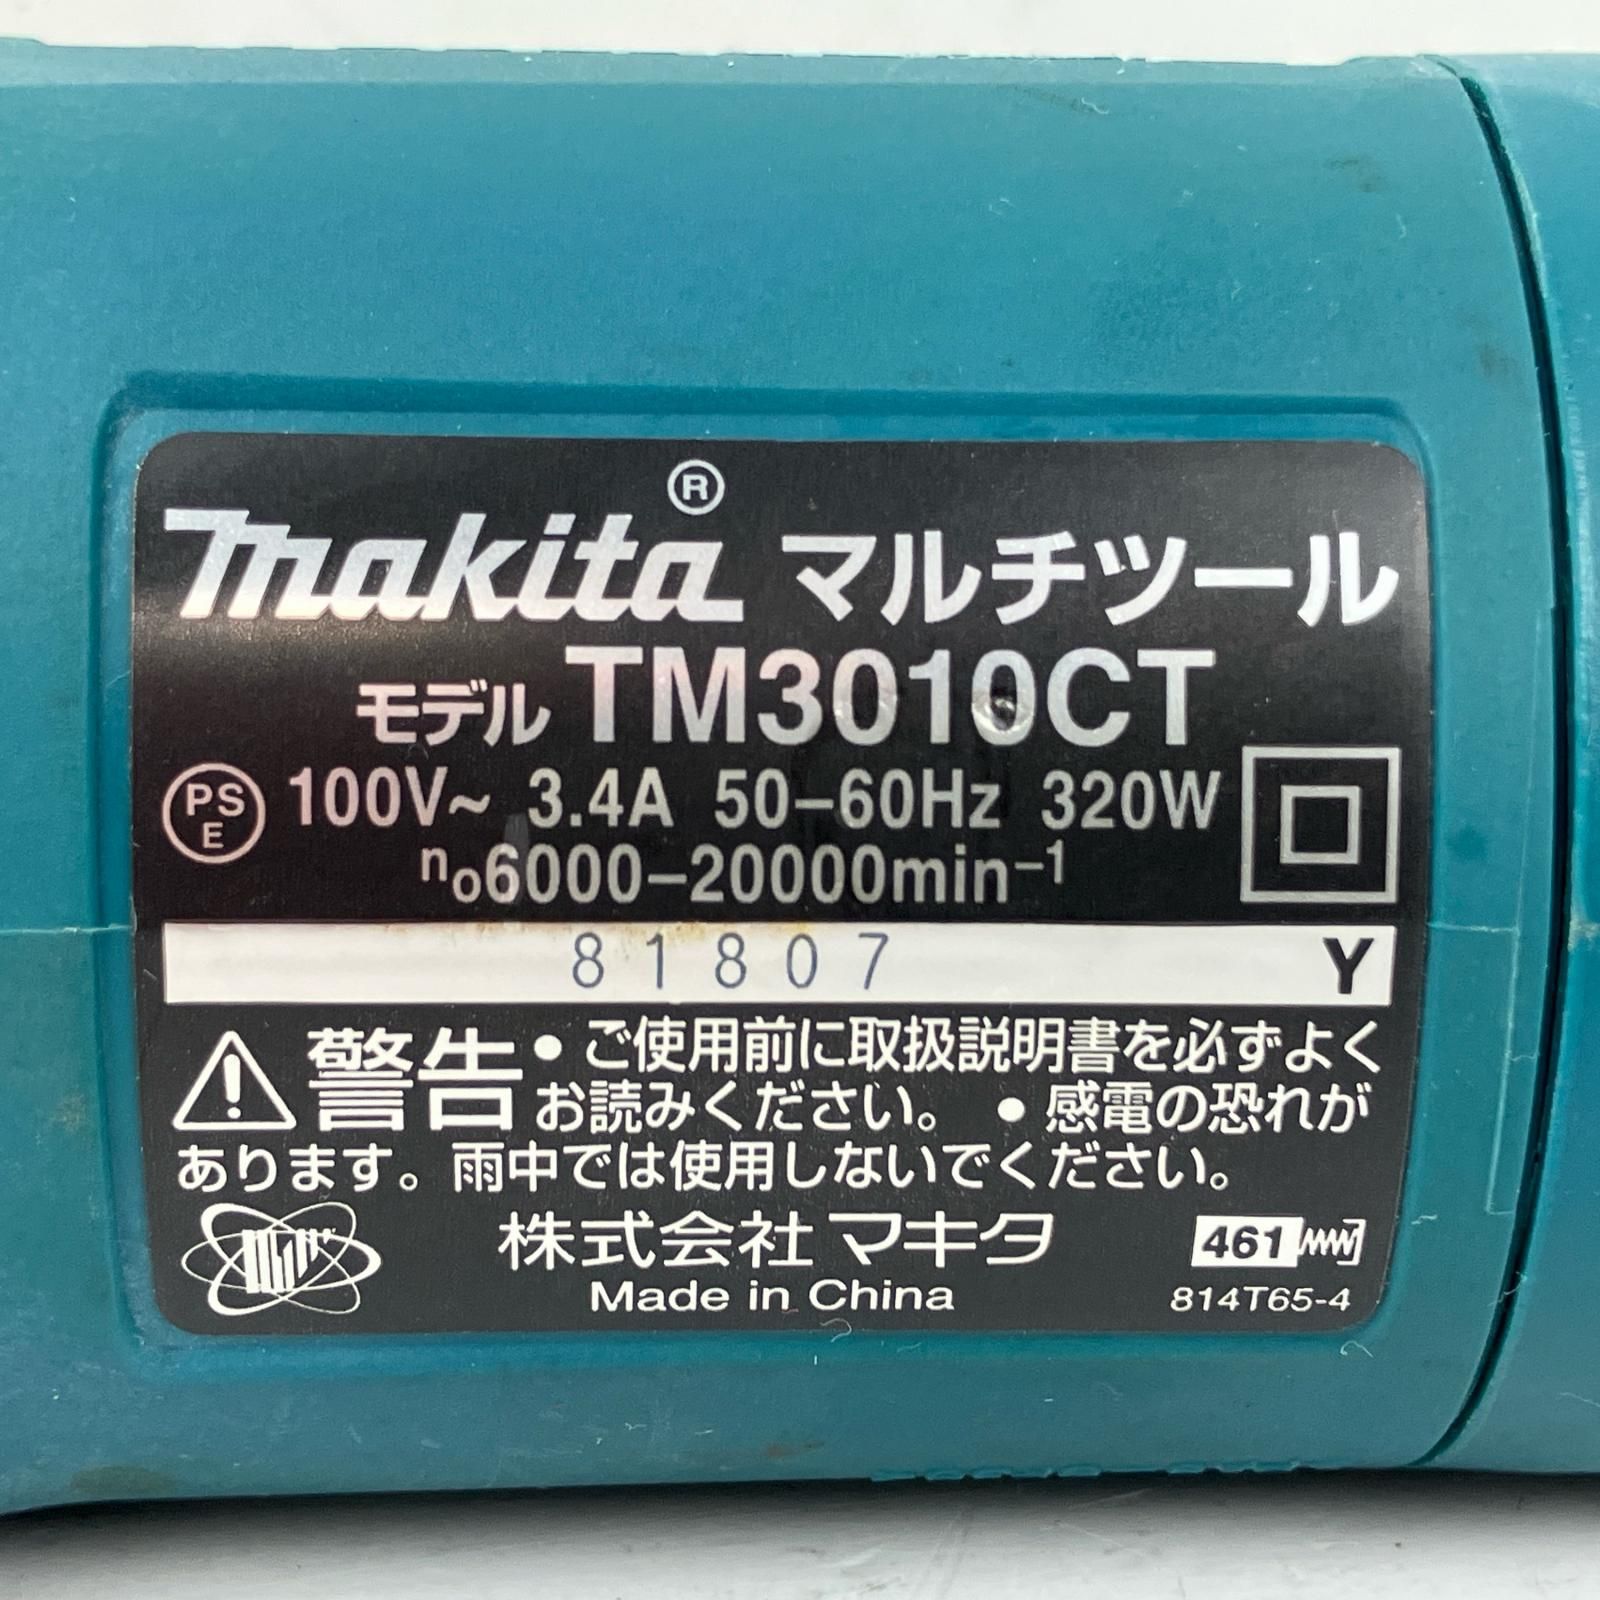 makita® マルチツール
モデル TM3010CT
PSE 100V~ 3.4A 50-60Hz 320W
n₀6000-20000min⁻¹
81807 Y
警告 ●ご使用前に取扱説明書を必ずよく
お読みください。 ●感電の恐れが
あります。雨中では使用しないでください。
株式会社マキタ 461
Made in China 814T65-4